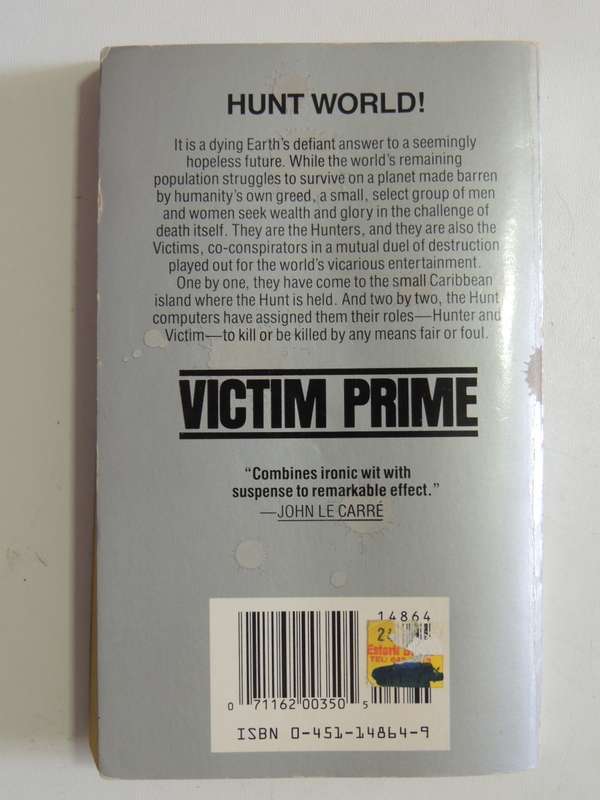 HUNT WORLD!
It is a dying Earth's defiant answer to a seemingly
hopeless future. While the world's remaining
population struggles to survive on a planet made barren
by humanity's own greed, a small, select group of men
and women seek wealth and glory in the challenge of
death itself. They are the Hunters, and they are also the
Victims, co-conspirators in a mutual duel of destruction
played out for the world's vicarious entertainment.
One by one, they have come to the small Caribbean
island where the Hunt is held. And two by two, the Hunt
computers have assigned them their roles—Hunter and
Victim—to kill or be killed by any means fair or foul.
VICTIM PRIME
“Combines ironic wit with
suspense to remarkable effect.”
—JOHN LE CARRÉ
14864
TEL:
0 71162 00350 5
ISBN 0-451-14864-9